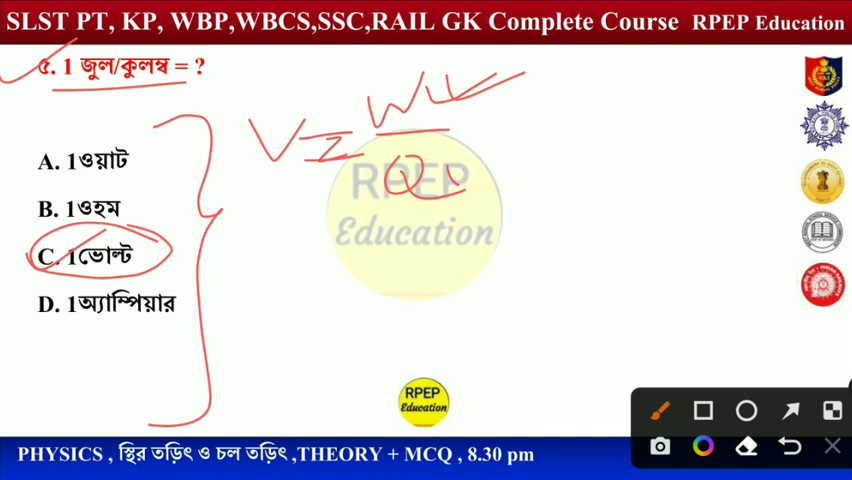 SLST PT, KP, WBP,WBCS,SSC,RAIL GK Complete Course RPEP Education
৫. 1 জুল/কুলম্ব = ?
V = W / Q
A. 1ওয়াট
B. 1ওহম
C. 1ভোল্ট
D. 1অ্যাম্পিয়ার
RPEP
Education
RPEP
Education
PHYSICS , স্থির তড়িৎ ও চল তড়িৎ ,THEORY + MCQ , 8.30 pm